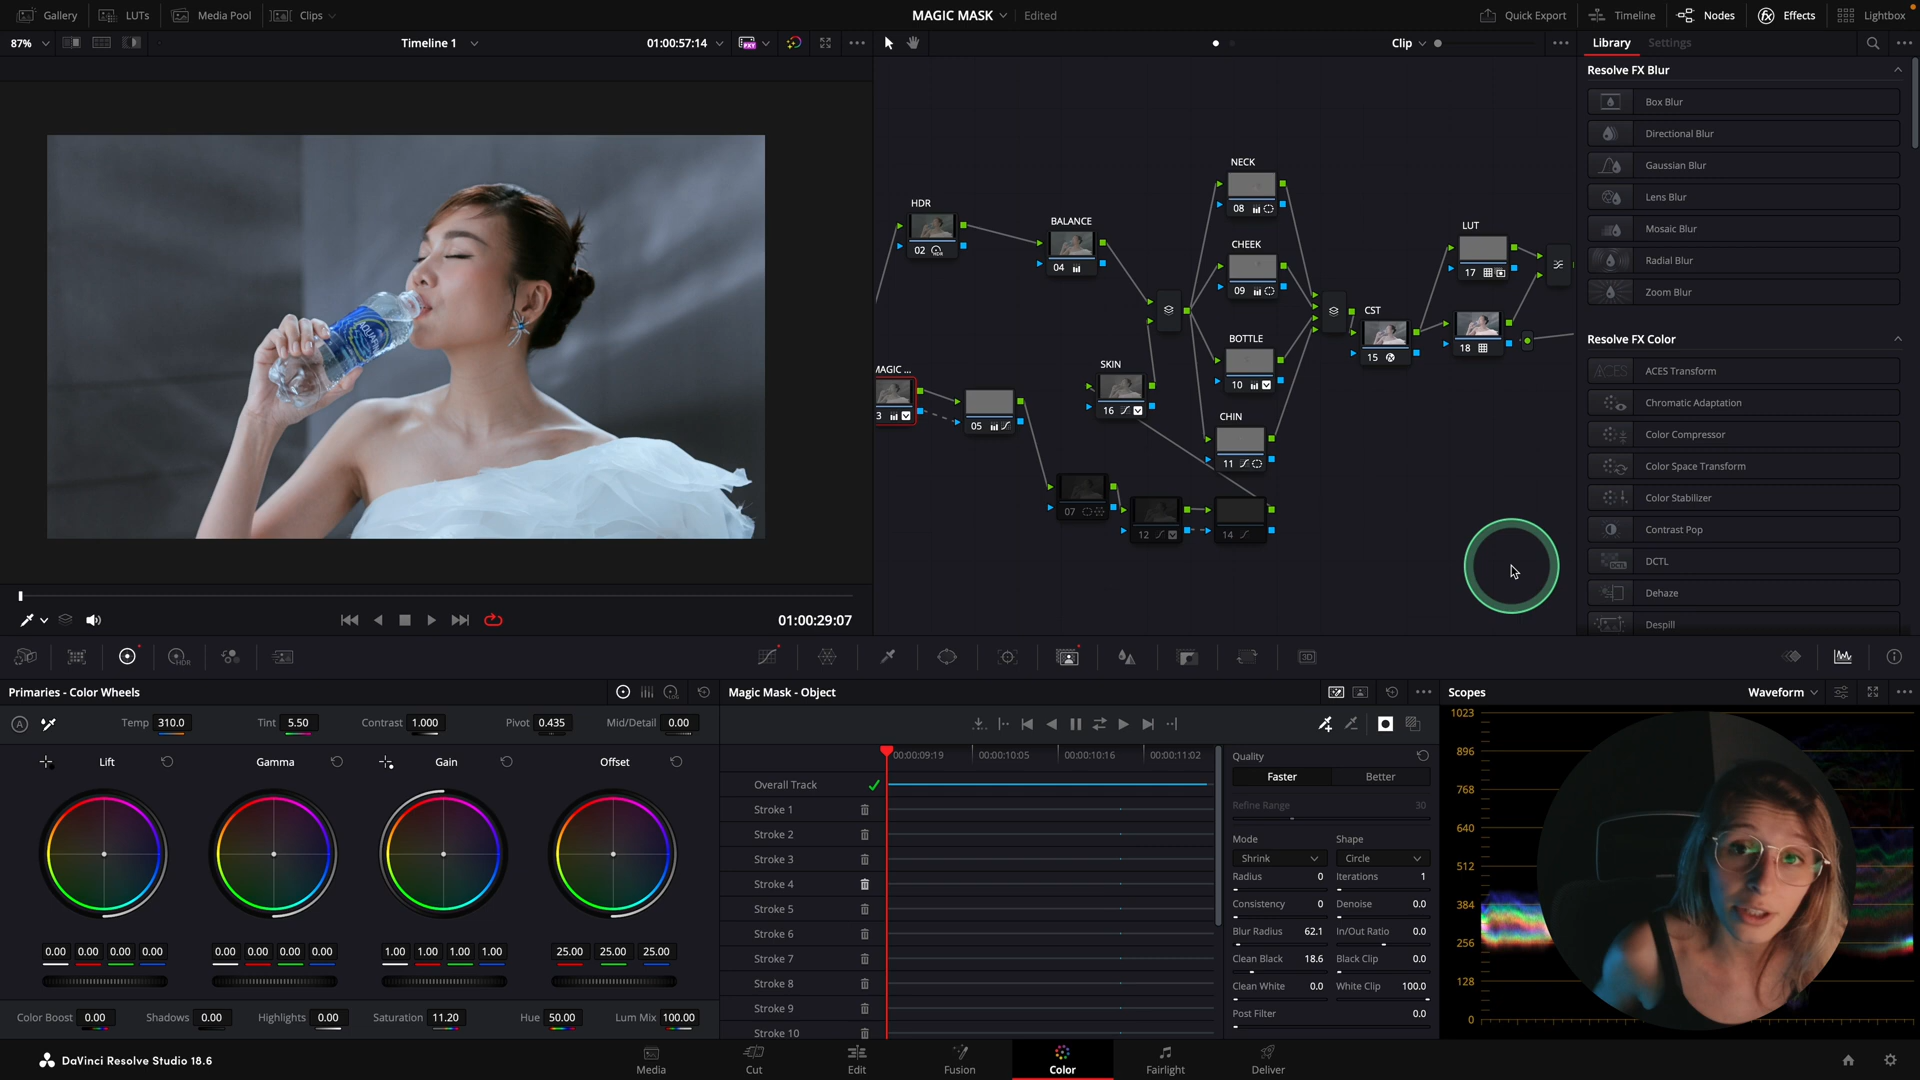 Gallery LUTs Media Pool Clips MAGIC MASK Edited Quick Export Timeline Nodes Effects Lightbox
87% Timeline 1 01:00:57:14 Clip Library Settings
Resolve FX Blur
Box Blur
Directional Blur
Gaussian Blur
Lens Blur
Mosaic Blur
Radial Blur
Zoom Blur
Resolve FX Color
ACES Transform
Chromatic Adaptation
Color Compressor
Color Space Transform
Color Stabilizer
Contrast Pop
DCTL
Dehaze
Despill
NECK
08
HDR
02
BALANCE
04
CHEEK
09
LUT
17
BOTTLE
10
CST
15
18
MAGIC ...
3
05
SKIN
16
CHIN
11
07
12
14
AQUAFINA
01:00:29:07
Primaries - Color Wheels
Temp 310.0 Tint 5.50 Contrast 1.000 Pivot 0.435 Mid/Detail 0.00
Lift Gamma Gain Offset
0.00 0.00 0.00 0.00 0.00 0.00 0.00 0.00 1.00 1.00 1.00 1.00 25.00 25.00 25.00
Color Boost 0.00 Shadows 0.00 Highlights 0.00 Saturation 11.20 Hue 50.00 Lum Mix 100.00
Magic Mask - Object
00:00:09:19 00:00:10:05 00:00:10:16 00:00:11:02
Overall Track
Stroke 1
Stroke 2
Stroke 3
Stroke 4
Stroke 5
Stroke 6
Stroke 7
Stroke 8
Stroke 9
Stroke 10
Quality
Faster Better
Refine Range 30
Mode Shape
Shrink Circle
Radius 0 Iterations 1
Consistency 0 Denoise 0.0
Blur Radius 62.1 In/Out Ratio 0.0
Clean Black 18.6 Black Clip 0.0
Clean White 0.0 White Clip 100.0
Post Filter 0.0
Scopes Waveform
1023
896
768
640
512
384
256
128
0
DaVinci Resolve Studio 18.6
Media Cut Edit Fusion Color Fairlight Deliver